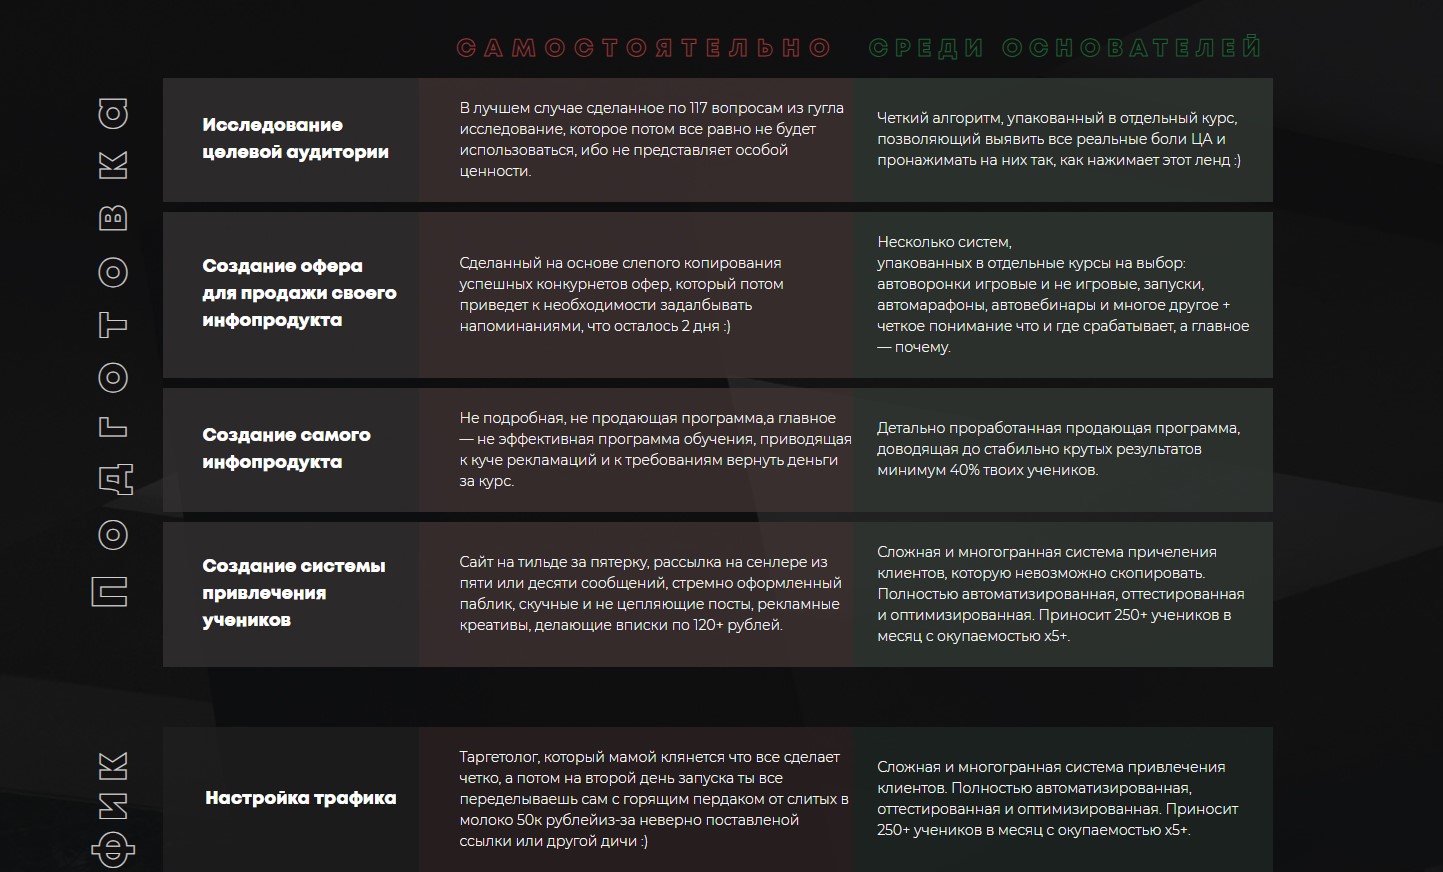 САМОСТОЯТЕЛЬНО
СРЕДИ ОСНОВАТЕЛЕЙ
ПОДГОТОВКА
Исследование
целевой аудитории
В лучшем случае сделанное по 117 вопросам из гугла
исследование, которое потом все равно не будет
использоваться, ибо не представляет особой
ценности.
Четкий алгоритм, упакованный в отдельный курс,
позволяющий выявить все реальные боли ЦА и
пронажимать на них так, как нажимает этот ленд :)
Создание офера
для продажи своего
инфопродукта
Сделанный на основе слепого копирования
успешных конкурнетов офер, который потом
приведет к необходимости задалбывать
напоминаниями, что осталось 2 дня :)
Несколько систем,
упакованных в отдельные курсы на выбор:
автоворонки игровые и не игровые, запуски,
автомарафоны, автовебинары и многое другое +
четкое понимание что и где срабатывает, а главное
— почему.
Создание самого
инфопродукта
Не подробная, не продающая программа,а главное
— не эффективная программа обучения, приводящая
к куче рекламаций и к требованиям вернуть деньги
за курс.
Детально проработанная продающая программа,
доводящая до стабильно крутых результатов
минимум 40% твоих учеников.
Создание системы
привлечения
учеников
Сайт на тильде за пятерку, рассылка на сенлере из
пяти или десяти сообщений, стремно оформленный
паблик, скучные и не цепляющие посты, рекламные
креативы, делающие вписки по 120+ рублей.
Сложная и многогранная система причеления
клиентов, которую невозможно скопировать.
Полностью автоматизированная, оттестированная
и оптимизированная. Приносит 250+ учеников в
месяц с окупаемостью х5+.
ФИК
Настройка трафика
Таргетолог, который мамой клянется что все сделает
четко, а потом на второй день запуска ты все
переделываешь сам с горящим пердаком от слитых в
молоко 50к рублейиз-за неверно поставленой
ссылки или другой дичи :)
Сложная и многогранная система привлечения
клиентов. Полностью автоматизированная,
оттестированная и оптимизированная. Приносит
250+ учеников в месяц с окупаемостью х5+.